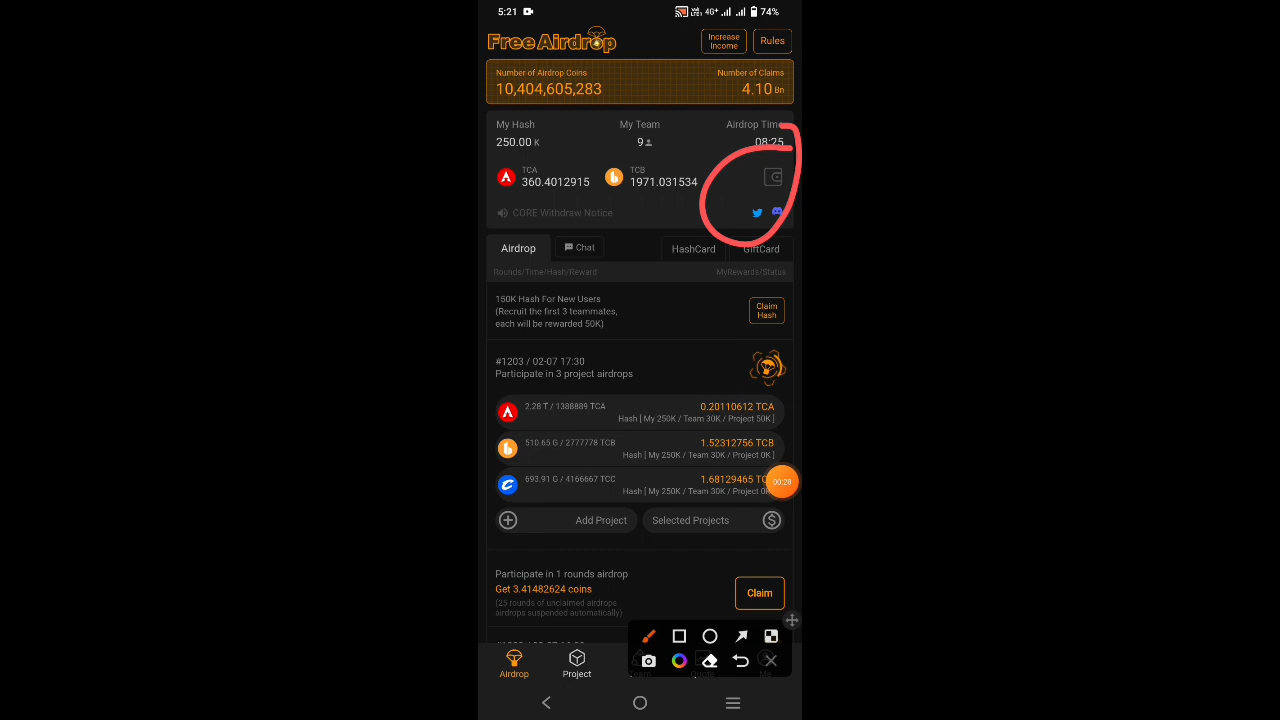 5:21
4G+
74%
Free Airdrop
Increase Income
Rules
Number of Airdrop Coins
Number of Claims
10,404,605,283
4.10 Bn
My Hash
My Team
Airdrop Time
250.00 K
9
08:25
TCA
360.4012915
TCB
1971.031534
CORE Withdraw Notice
Airdrop
Chat
HashCard
GiftCard
Rounds/Time/Hash/Reward
MyRewards/Status
150K Hash For New Users
(Recruit the first 3 teammates,
each will be rewarded 50K)
Claim
Hash
#1203 / 02-07 17:30
Participate in 3 project airdrops
2.28 T / 1388889 TCA
0.20110612 TCA
Hash [ My 250K / Team 30K / Project 50K ]
510.65 G / 2777778 TCB
1.52312756 TCB
Hash [ My 250K / Team 30K / Project 0K ]
693.91 G / 4166667 TCC
1.68129465
Hash [ My 250K / Team 30K / Project
00:28
Add Project
Selected Projects
Participate in 1 rounds airdrop
Get 3.41482624 coins
(25 rounds of unclaimed airdrops
airdrops suspended automatically)
Claim
Airdrop
Project